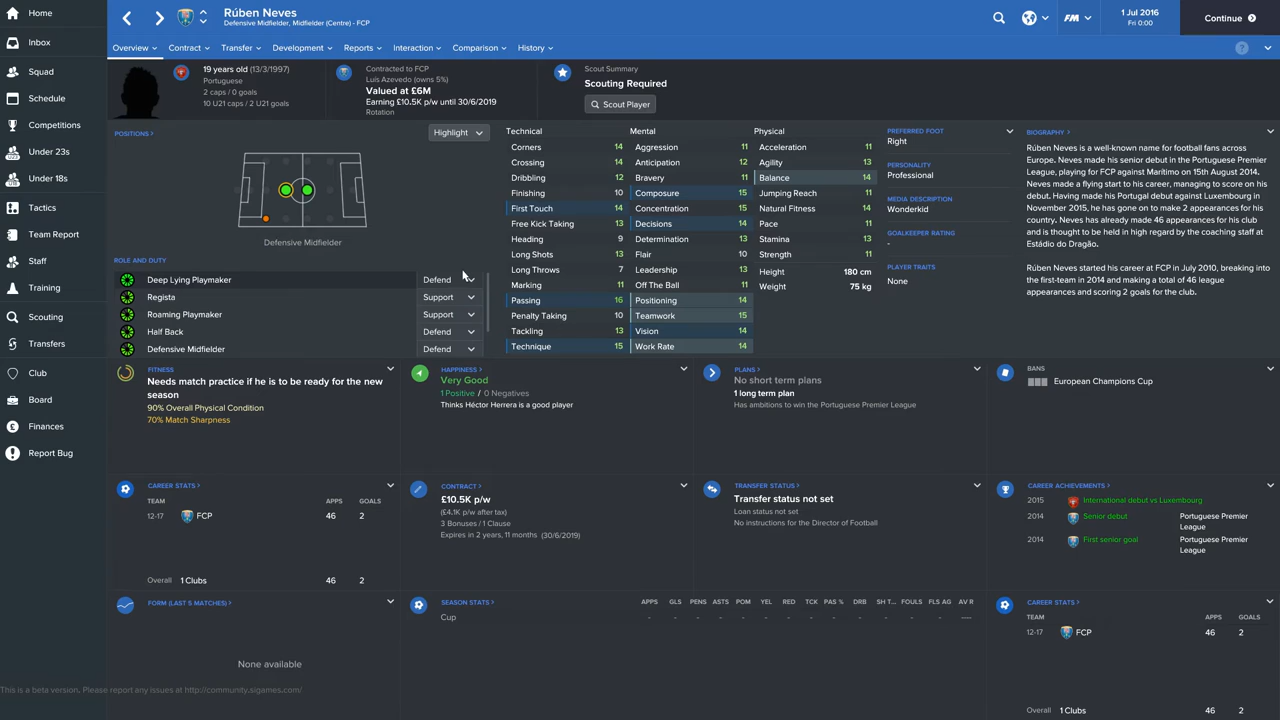 Home
Inbox
Squad
Schedule
Competitions
Under 23s
Under 18s
Tactics
Team Report
Staff
Training
Scouting
Transfers
Club
Board
Finances
Report Bug
Rúben Neves
Defensive Midfielder, Midfielder (Centre) - FCP
FM
1 Jul 2016
Fri 0:00
Continue
Overview
Contract
Transfer
Development
Reports
Interaction
Comparison
History
?
19 years old (13/3/1997)
Portuguese
2 caps / 0 goals
10 U21 caps / 2 U21 goals
Contracted to FCP
Luis Azevedo (owns 5%)
Valued at £6M
Earning £10.5K p/w until 30/6/2019
Rotation
Scout Summary
Scouting Required
Scout Player
POSITIONS >
Highlight
Defensive Midfielder
ROLE AND DUTY
Deep Lying Playmaker Defend
Regista Support
Roaming Playmaker Support
Half Back Defend
Defensive Midfielder Defend
Technical
Corners 14
Crossing 14
Dribbling 12
Finishing 10
First Touch 14
Free Kick Taking 13
Heading 9
Long Shots 13
Long Throws 7
Marking 11
Passing 16
Penalty Taking 10
Tackling 13
Technique 15
Mental
Aggression 11
Anticipation 12
Bravery 11
Composure 15
Concentration 15
Decisions 14
Determination 13
Flair 10
Leadership 13
Off The Ball 11
Positioning 14
Teamwork 15
Vision 14
Work Rate 14
Physical
Acceleration 11
Agility 13
Balance 14
Jumping Reach 11
Natural Fitness 14
Pace 11
Stamina 13
Strength 11
Height 180 cm
Weight 75 kg
PREFERRED FOOT
Right
PERSONALITY
Professional
MEDIA DESCRIPTION
Wonderkid
GOALKEEPER RATING
-
PLAYER TRAITS
None
BIOGRAPHY >
Rúben Neves is a well-known name for football fans across
Europe. Neves made his senior debut in the Portuguese Premier
League, playing for FCP against Marítimo on 15th August 2014.
Neves made a flying start to his career, managing to score on his
debut. Having made his Portugal debut against Luxembourg in
November 2015, he has gone on to make 2 appearances for his
country. Neves has already made 46 appearances for his club
and is thought to be held in high regard by the coaching staff at
Estádio do Dragão.
Rúben Neves started his career at FCP in July 2010, breaking into
the first-team in 2014 and making a total of 46 league
appearances and scoring 2 goals for the club.
FITNESS
Needs match practice if he is to be ready for the new
season
90% Overall Physical Condition
70% Match Sharpness
HAPPINESS >
Very Good
1 Positive / 0 Negatives
Thinks Héctor Herrera is a good player
PLANS >
No short term plans
1 long term plan
Has ambitions to win the Portuguese Premier League
BANS
European Champions Cup
CAREER STATS >
TEAM APPS GOALS
12-17 FCP 46 2
Overall 1 Clubs 46 2
CONTRACT >
£10.5K p/w
(£4.1K p/w after tax)
3 Bonuses / 1 Clause
Expires in 2 years, 11 months (30/6/2019)
TRANSFER STATUS >
Transfer status not set
Loan status not set
No instructions for the Director of Football
CAREER ACHIEVEMENTS >
2015 International debut vs Luxembourg
2014 Senior debut Portuguese Premier
League
2014 First senior goal Portuguese Premier
League
FORM (LAST 5 MATCHES) >
None available
SEASON STATS > APPS GLS PENS ASTS POM YEL RED TCK PAS % DRB SH T... FOULS FLS AG AV R
Cup - - - - - - - - - - - - - ---
CAREER STATS >
TEAM APPS GOALS
12-17 FCP 46 2
Overall 1 Clubs 46 2
This is a beta version. Please report any issues at http://community.sigames.com/